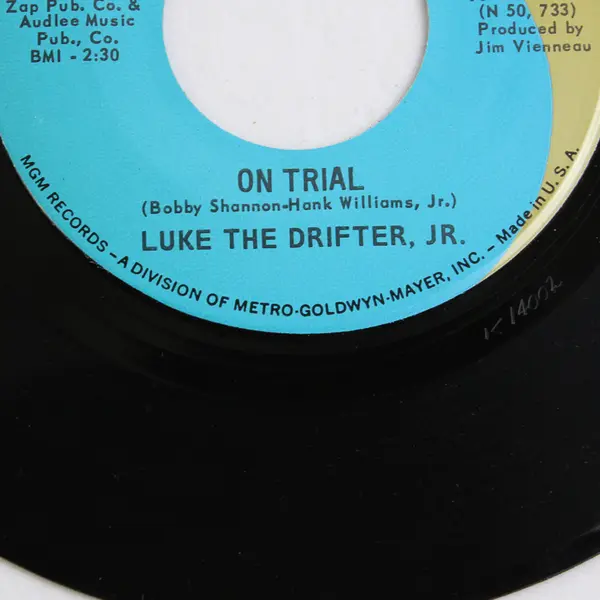 Zap Pub. Co. &
Audlee Music
Pub., Co.
BMI - 2:30
(N 50, 733)
Produced by
Jim Vienneau
ON TRIAL
(Bobby Shannon-Hank Williams, Jr.)
LUKE THE DRIFTER, JR.
MGM RECORDS – A DIVISION OF METRO-GOLDWYN-MAYER, INC. – Made in U. S. A.
K 14002